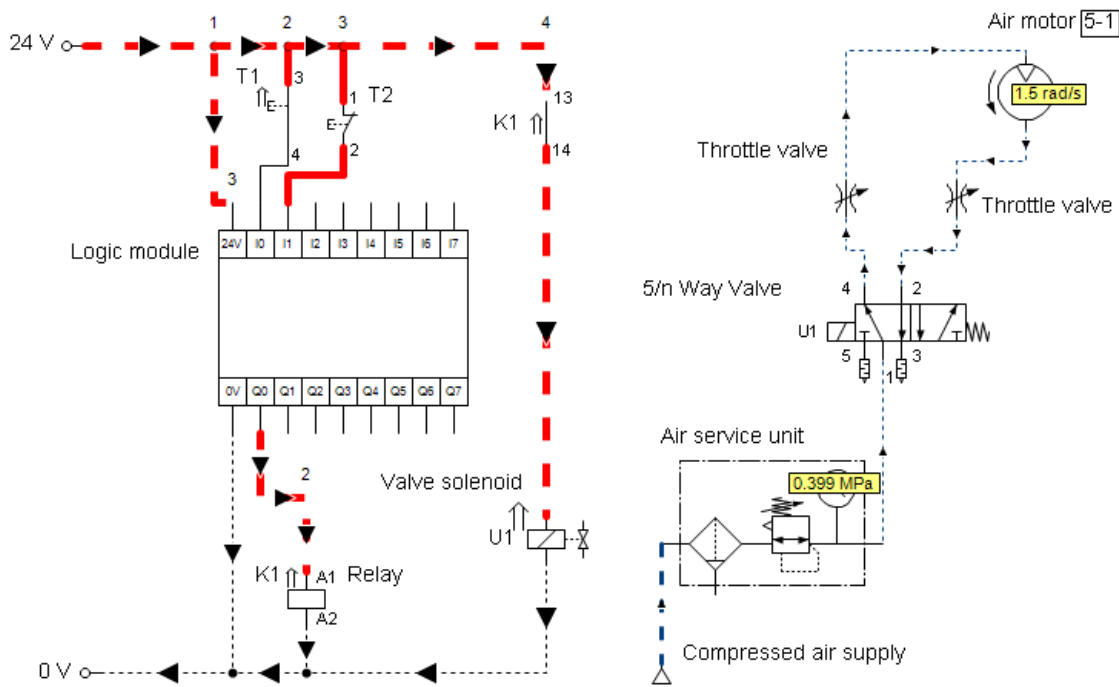 1 2 3 4
24 V
T1
3
E
1
T2
E
4
2
3
13
K1
14
Logic module
24V I0 I1 I2 I3 I4 I5 I6 I7
0V Q0 Q1 Q2 Q3 Q4 Q5 Q6 Q7
2
K1
A1
Relay
A2
Valve solenoid
U1
0 V
Air motor 5-1
1.5 rad/s
Throttle valve
Throttle valve
5/n Way Valve
4 2
U1
5 3
1
Air service unit
0.399 MPa
Compressed air supply